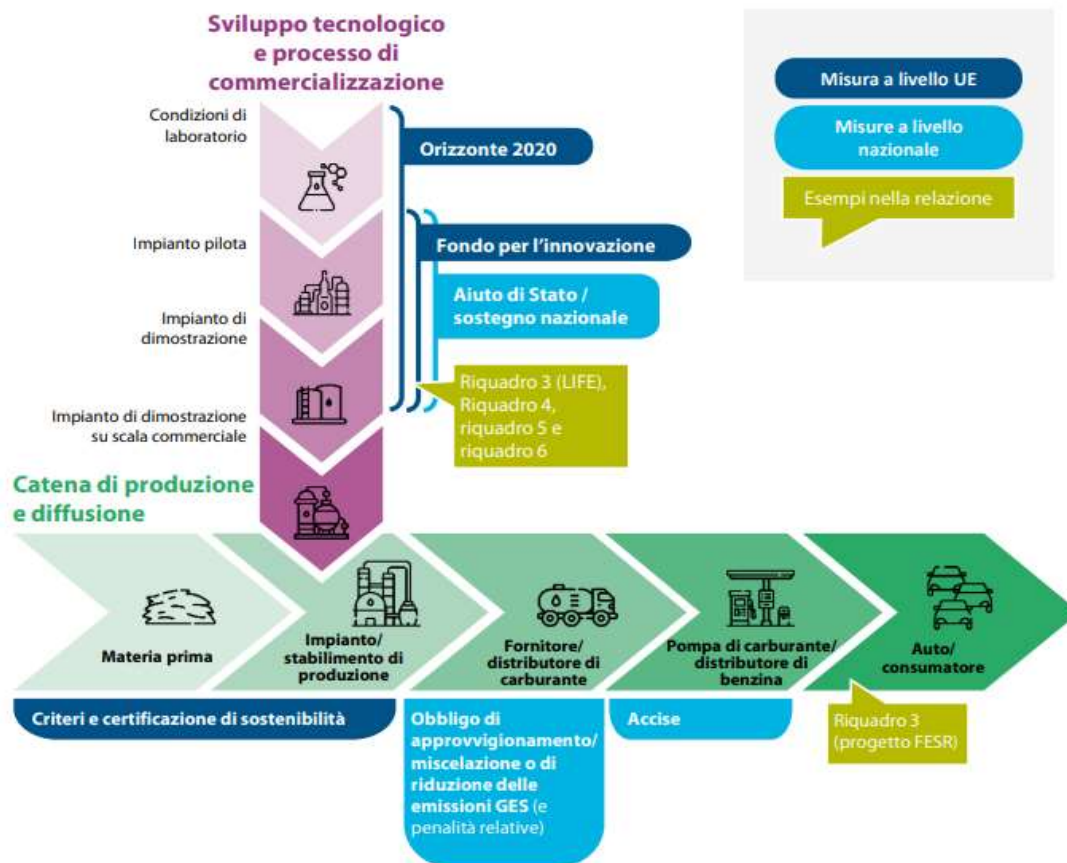 Sviluppo tecnologico
e processo di
commercializzazione
Condizioni di
laboratorio
Impianto pilota
Impianto di
dimostrazione
Impianto di dimostrazione
su scala commerciale
Orizzonte 2020
Fondo per l'innovazione
Aiuto di Stato /
sostegno nazionale
Riquadro 3 (LIFE),
Riquadro 4,
riquadro 5 e
riquadro 6
Misura a livello UE
Misure a livello
nazionale
Esempi nella relazione
Catena di produzione
e diffusione
Materia prima
Impianto/
stabilimento di
produzione
Fornitore/
distributore di
carburante
Pompa di carburante/
distributore di
benzina
Auto/
consumatore
Criteri e certificazione di sostenibilità
Obbligo di
approvvigionamento/
miscelazione o di
riduzione delle
emissioni GES (e
penalità relative)
Accise
Riquadro 3
(progetto FESR)